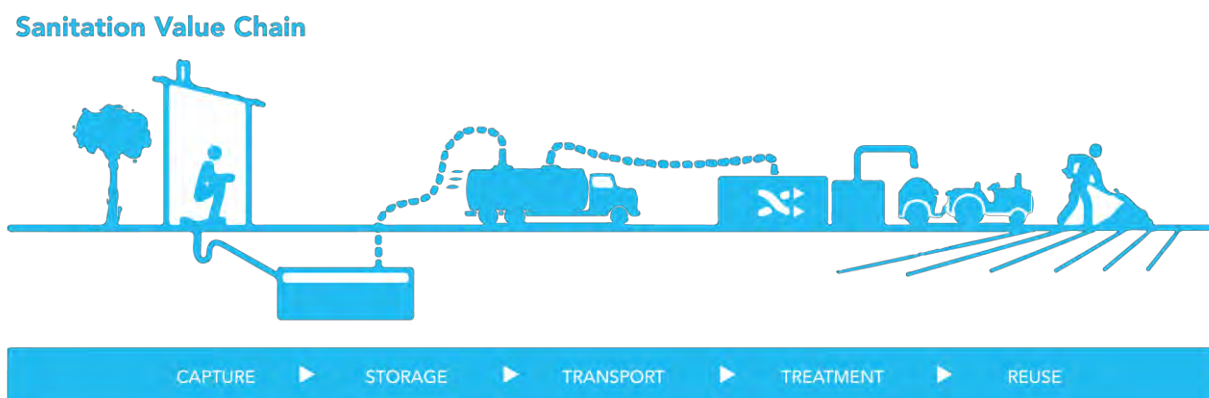 Sanitation Value Chain
CAPTURE ▶ STORAGE ▶ TRANSPORT ▶ TREATMENT ▶ REUSE